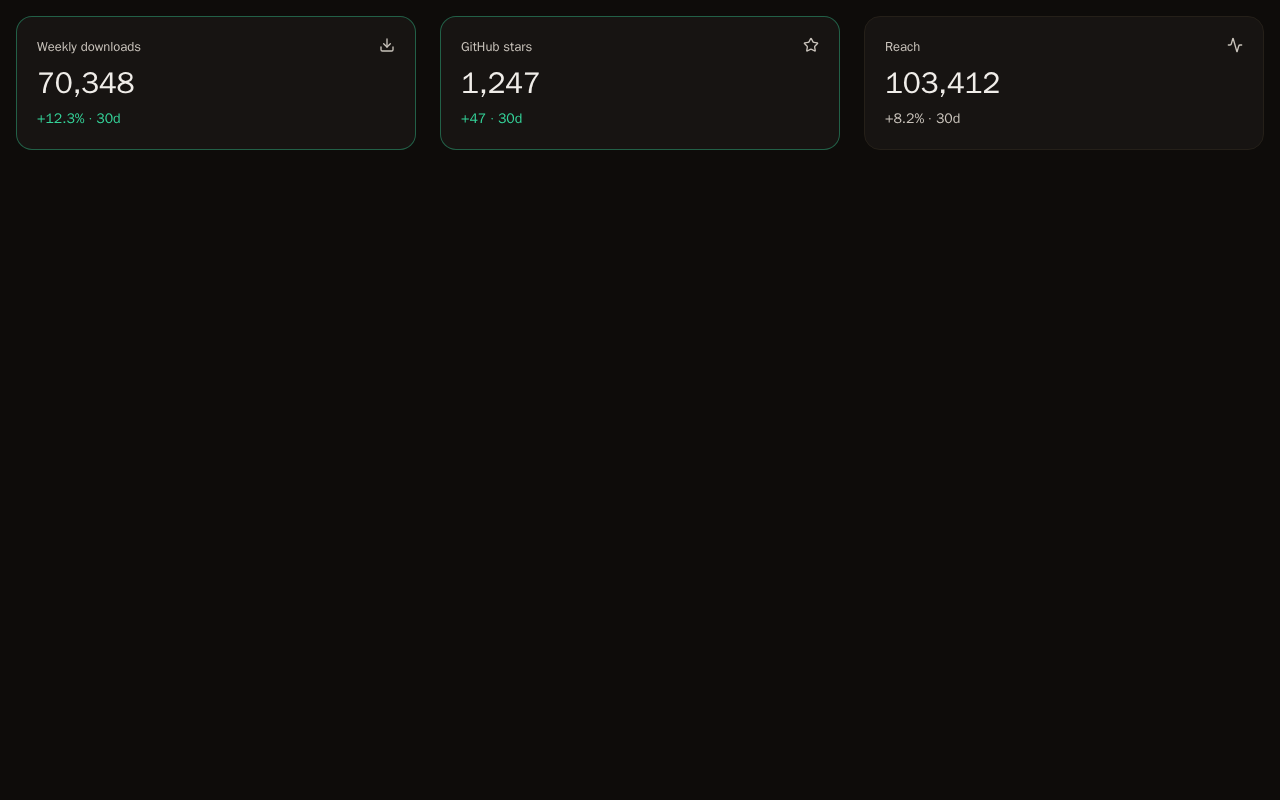 Weekly downloads
70,348
+12.3% · 30d
GitHub stars
1,247
+47 · 30d
Reach
103,412
+8.2% · 30d